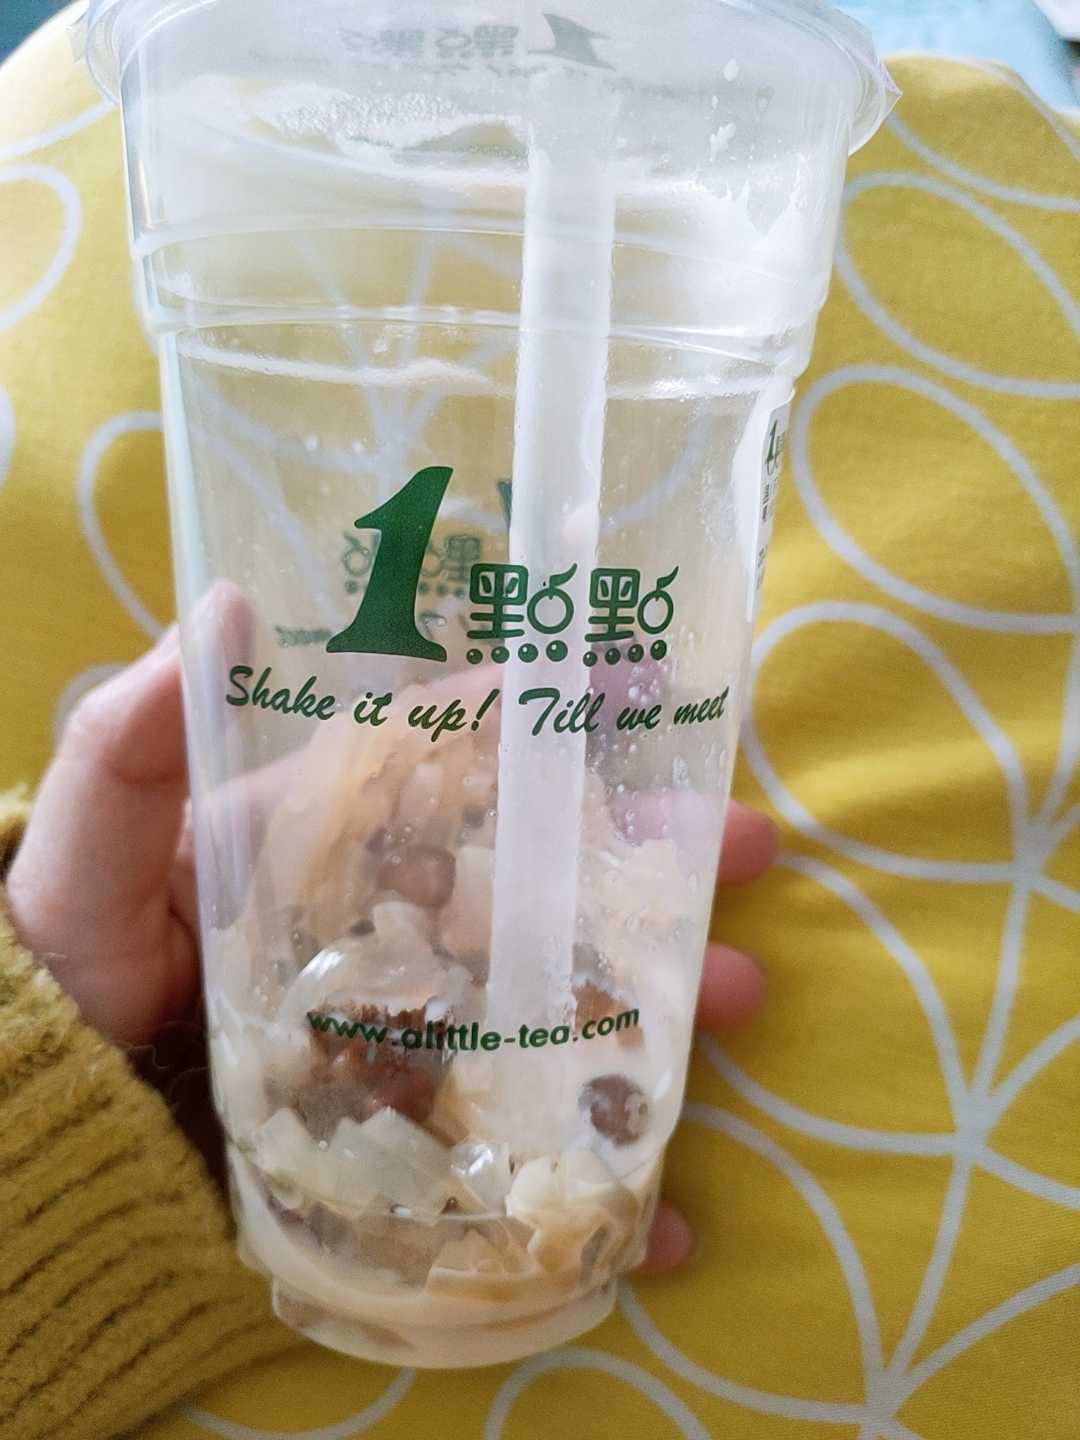 1點點
Shake it up! Till we meet
www.alittle-tea.com